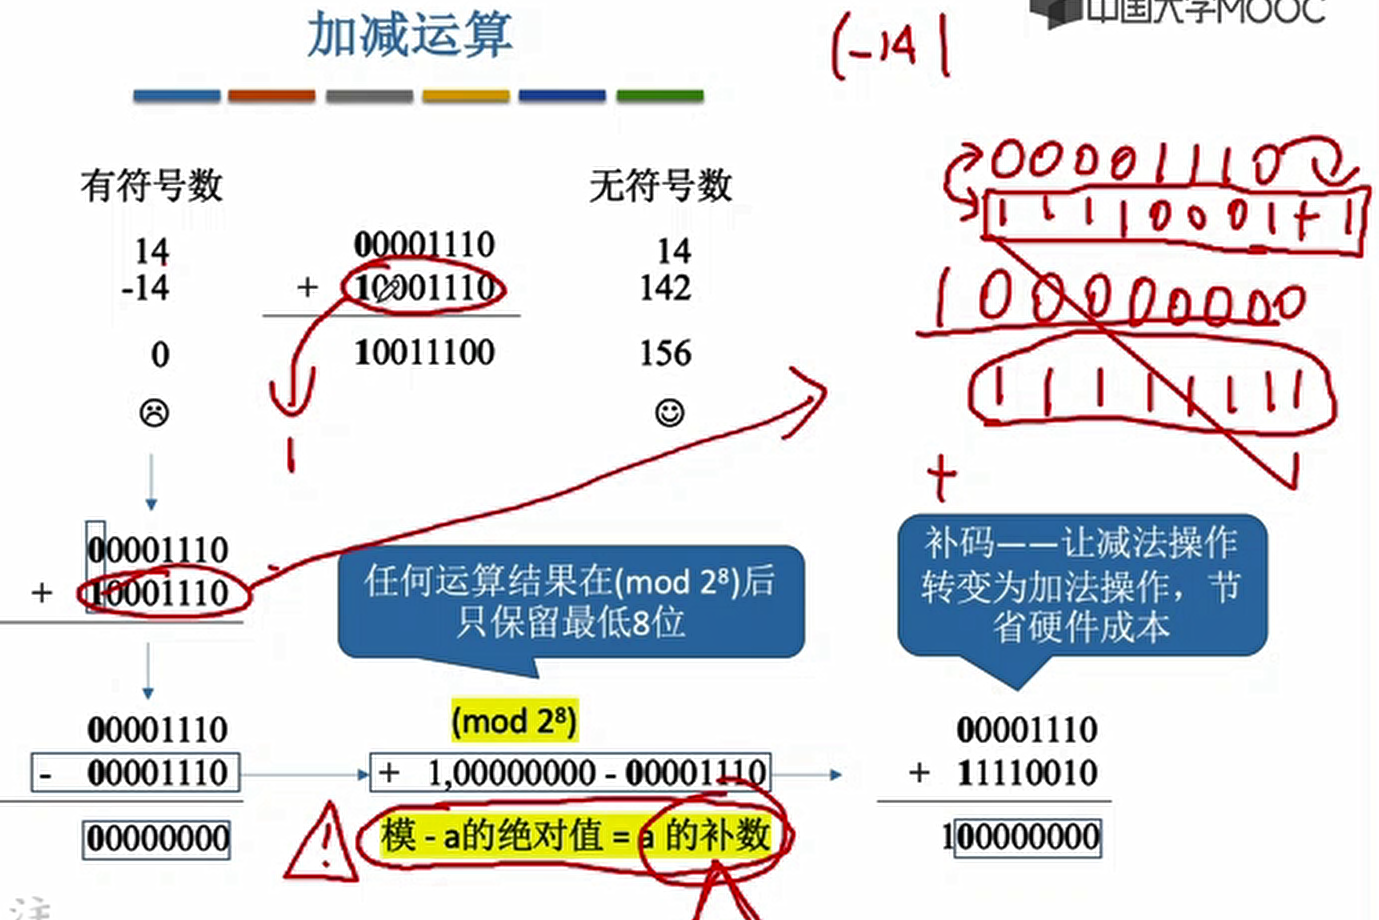 加减运算
中国大学MOOC
(-14|
有符号数
无符号数
14 00001110 14
-14 + 10001110 142
0 10011100 156
00001110
11110001+1
100000000
11111111
1
+ 1
00001110
+ 10001110
任何运算结果在(mod 2⁸)后
只保留最低8位
补码——让减法操作
转变为加法操作，节
省硬件成本
00001110
- 00001110
00000000
(mod 2⁸)
+ 1,00000000 - 00001110
模 - a的绝对值 = a 的补数
!
00001110
+ 11110010
100000000
注